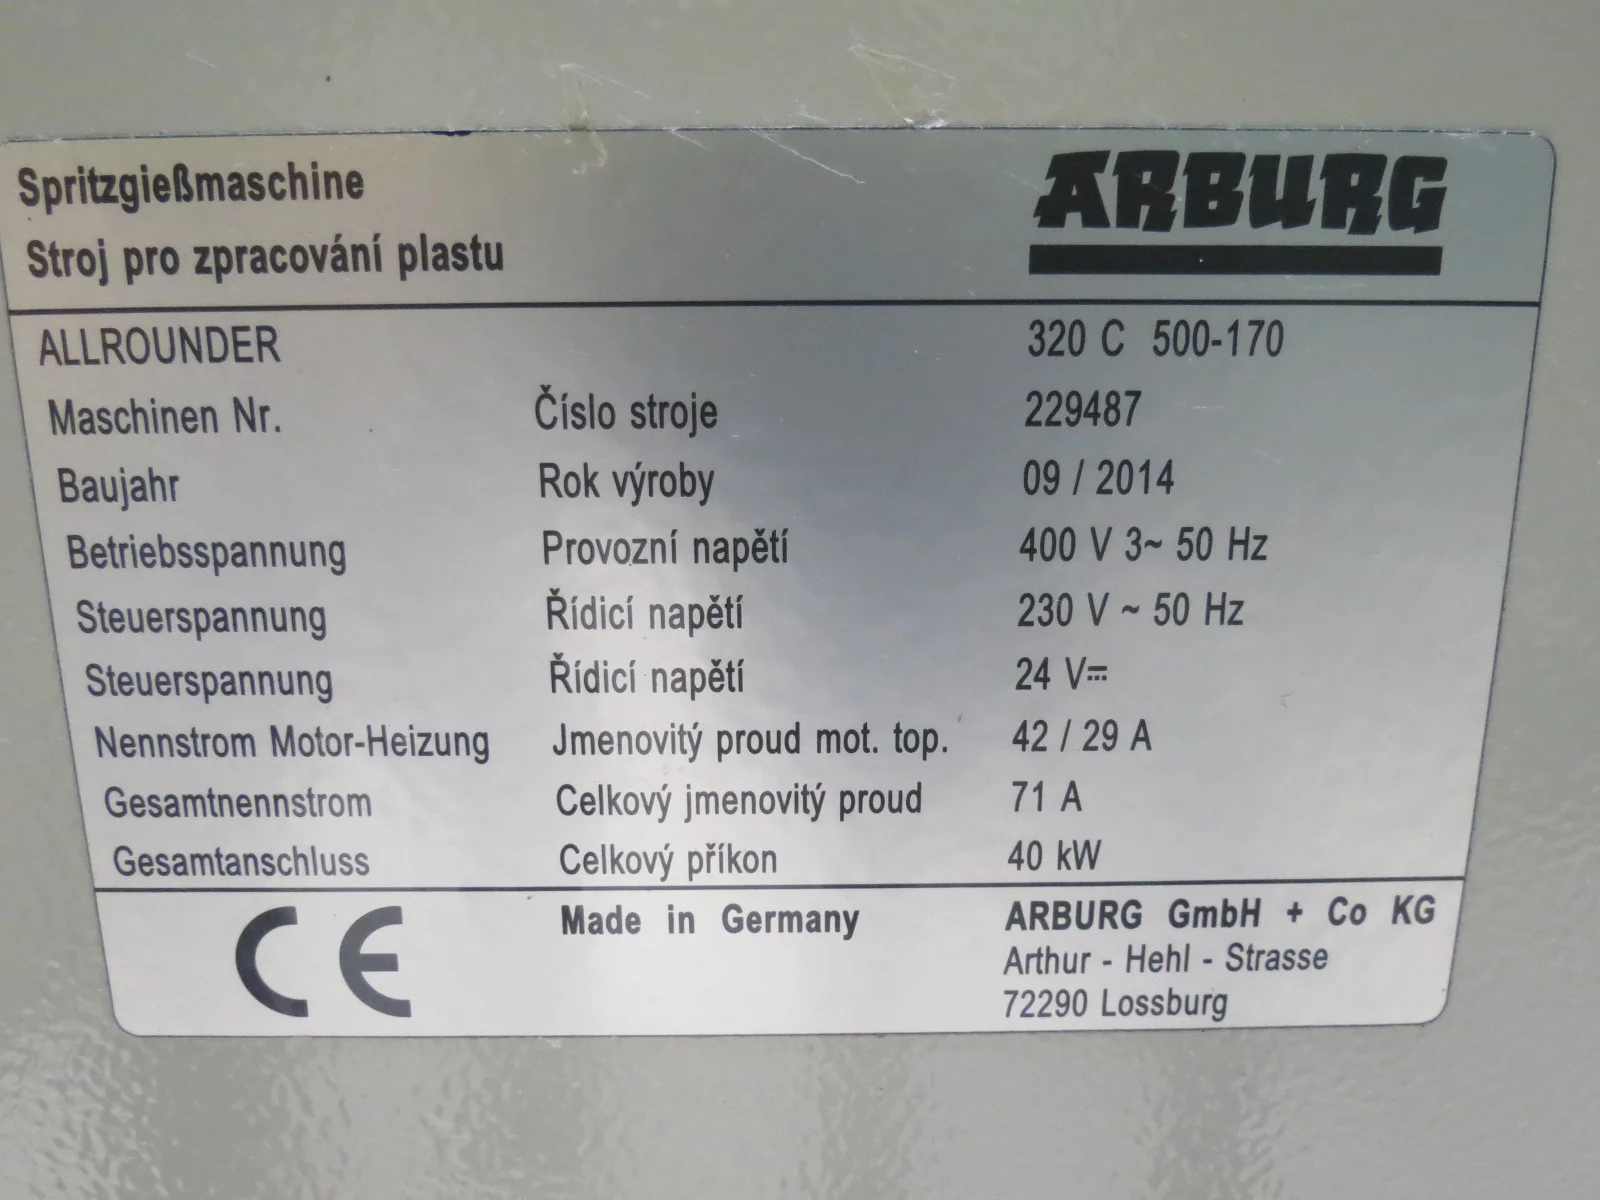 Spritzgießmaschine
Stroj pro zpracování plastu
ARBURG
ALLROUNDER 320 C 500-170
Maschinen Nr. Číslo stroje 229487
Baujahr Rok výroby 09 / 2014
Betriebsspannung Provozní napětí 400 V 3~ 50 Hz
Steuerspannung Řídicí napětí 230 V ~ 50 Hz
Steuerspannung Řídicí napětí 24 V⎓
Nennstrom Motor-Heizung Jmenovitý proud mot. top. 42 / 29 A
Gesamtnennstrom Celkový jmenovitý proud 71 A
Gesamtanschluss Celkový příkon 40 kW
CE Made in Germany ARBURG GmbH + Co KG
Arthur - Hehl - Strasse
72290 Lossburg